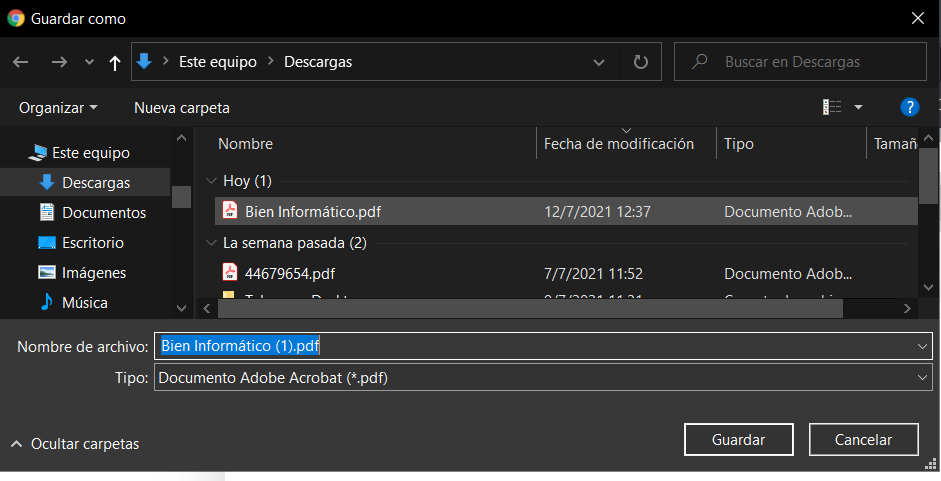 Guardar como
Este equipo > Descargas
Buscar en Descargas
Organizar
Nueva carpeta
?
Este equipo
Descargas
Documentos
Escritorio
Imágenes
Música
Nombre
Fecha de modificación
Tipo
Tamañ
Hoy (1)
Bien Informático.pdf
12/7/2021 12:37
Documento Adob...
La semana pasada (2)
44679654.pdf
7/7/2021 11:52
Documento Adob...
Nombre de archivo: Bien Informático (1).pdf
Tipo: Documento Adobe Acrobat (*.pdf)
Ocultar carpetas
Guardar
Cancelar